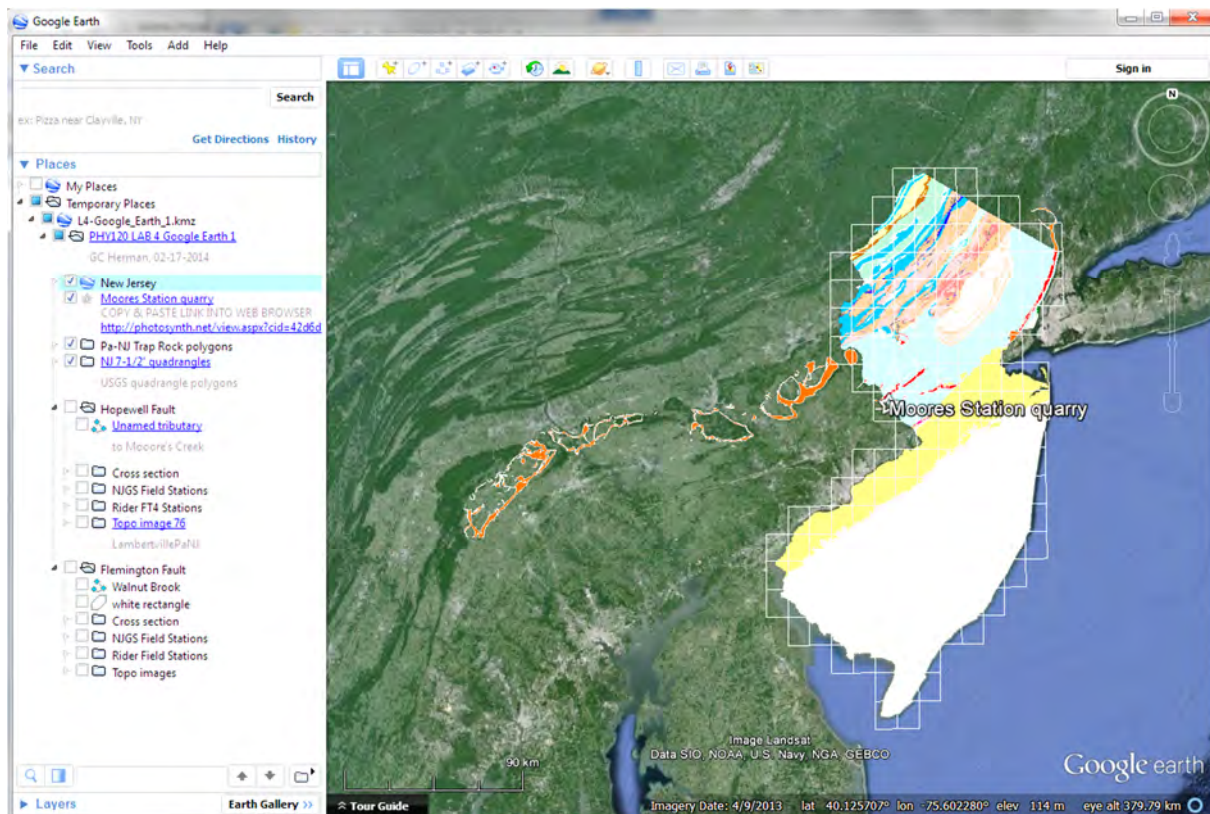 Google Earth
File Edit View Tools Add Help
▼ Search
Sign in
Search
ex: Pizza near Clayville, NY
Get Directions History
▼ Places
My Places
Temporary Places
L4-Google_Earth_1.kmz
PHY120 LAB 4 Google Earth 1
GC Herman, 02-17-2014
New Jersey
Moores Station quarry
COPY & PASTE LINK INTO WEB BROWSER
http://photosynth.net/view.aspx?cid=42d6d
Pa-NJ Trap Rock polygons
NJ 7-1/2' quadrangles
USGS quadrangle polygons
Hopewell Fault
Unamed tributary
to Mooore's Creek
Cross section
NJGS Field Stations
Rider FT4 Stations
Topo image 76
LambertvillePaNJ
Flemington Fault
Walnut Brook
white rectangle
Cross section
NJGS Field Stations
Rider Field Stations
Topo images
▶ Layers
Earth Gallery >>
N
Moores Station quarry
Image Landsat
Data SIO, NOAA, U.S. Navy, NGA, GEBCO
90 km
Google earth
Tour Guide
Imagery Date: 4/9/2013 lat 40.125707° lon -75.602280° elev 114 m eye alt 379.79 km